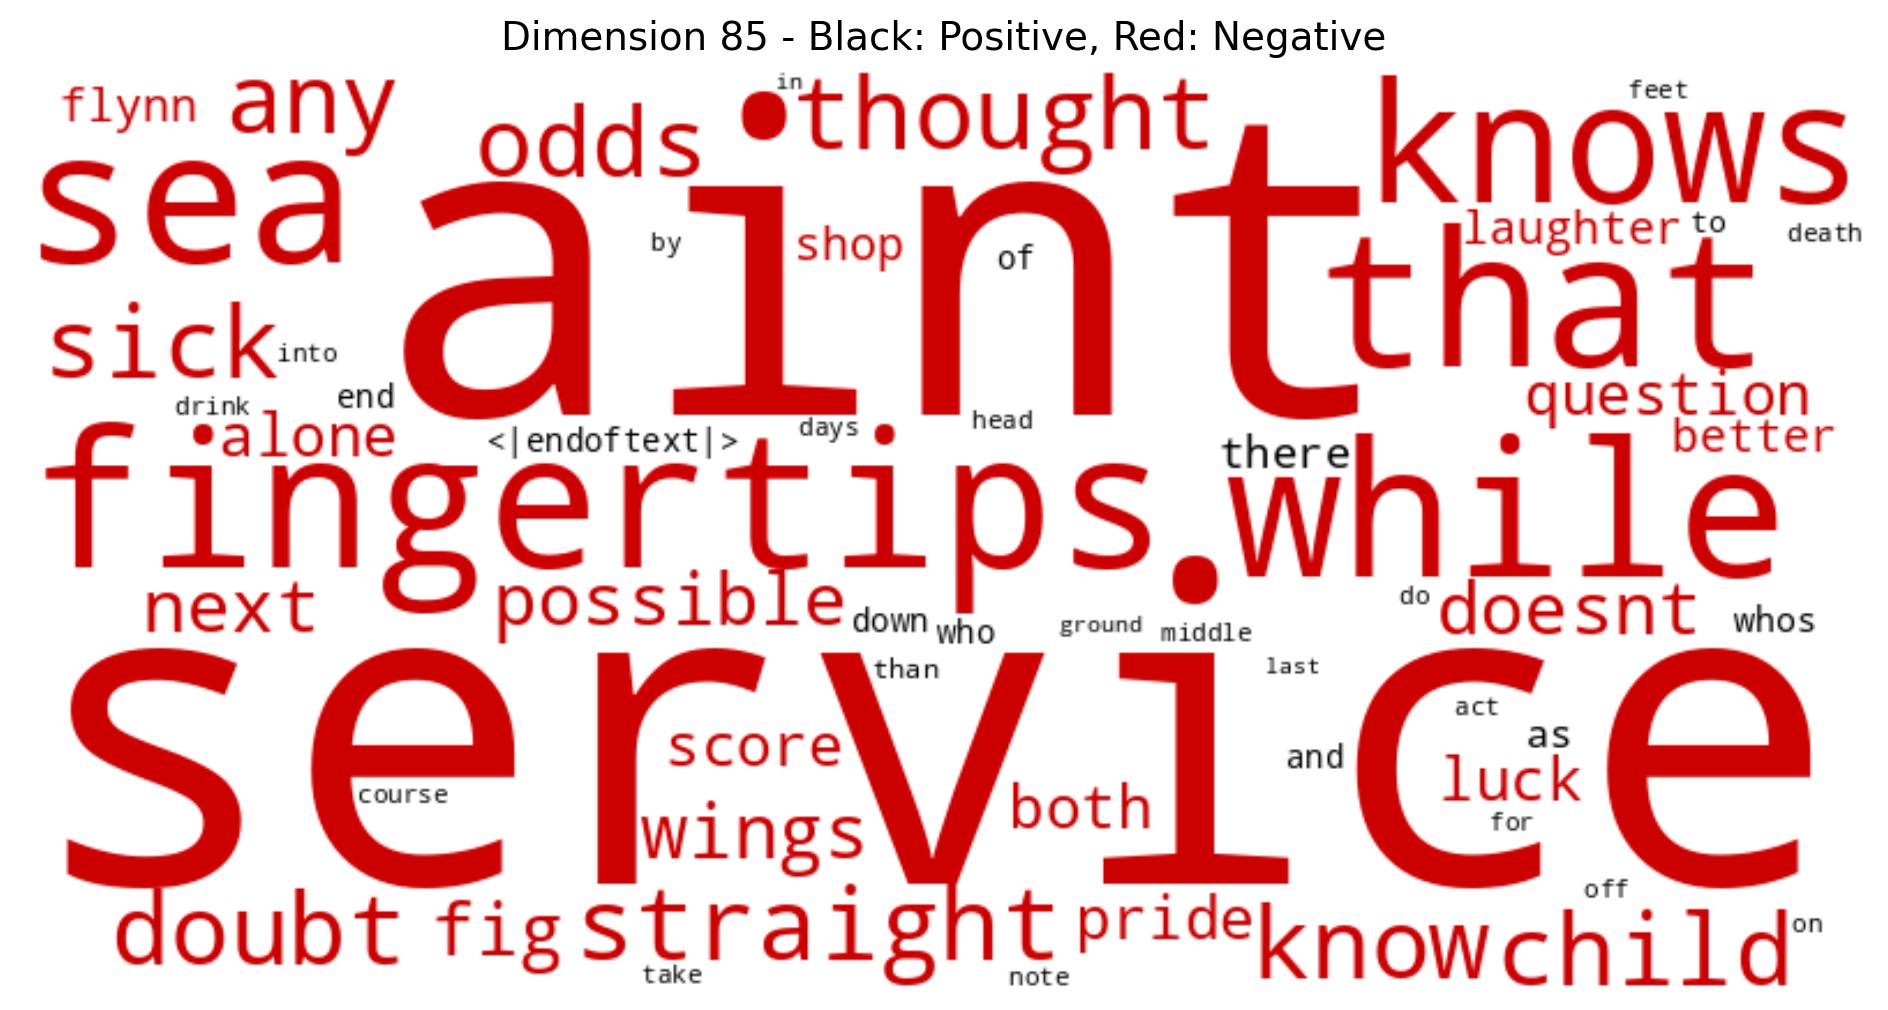 Dimension 85 - Black: Positive, Red: Negative
flynn any odds in thought knows feet
sea aint by shop of that laughter to death
sick into end drink alone question better
<|endoftext|> days head there
fingertips while
next possible down who ground middle do doesnt whos
service than last act as
score and luck
course wings both for
doubt fig straight pride know child off on
take note